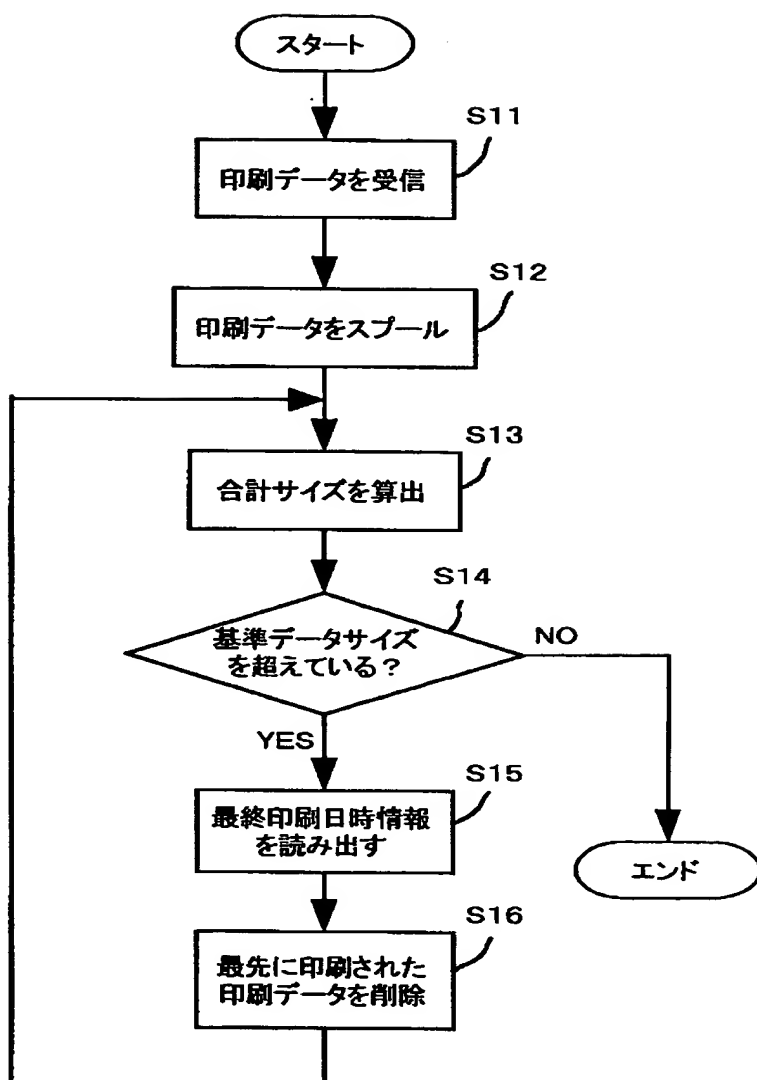 スタート
S11
印刷データを受信
S12
印刷データをスプール
S13
合計サイズを算出
S14
基準データサイズ
を超えている？
NO
YES
S15
最終印刷日時情報
を読み出す
エンド
S16
最先に印刷された
印刷データを削除